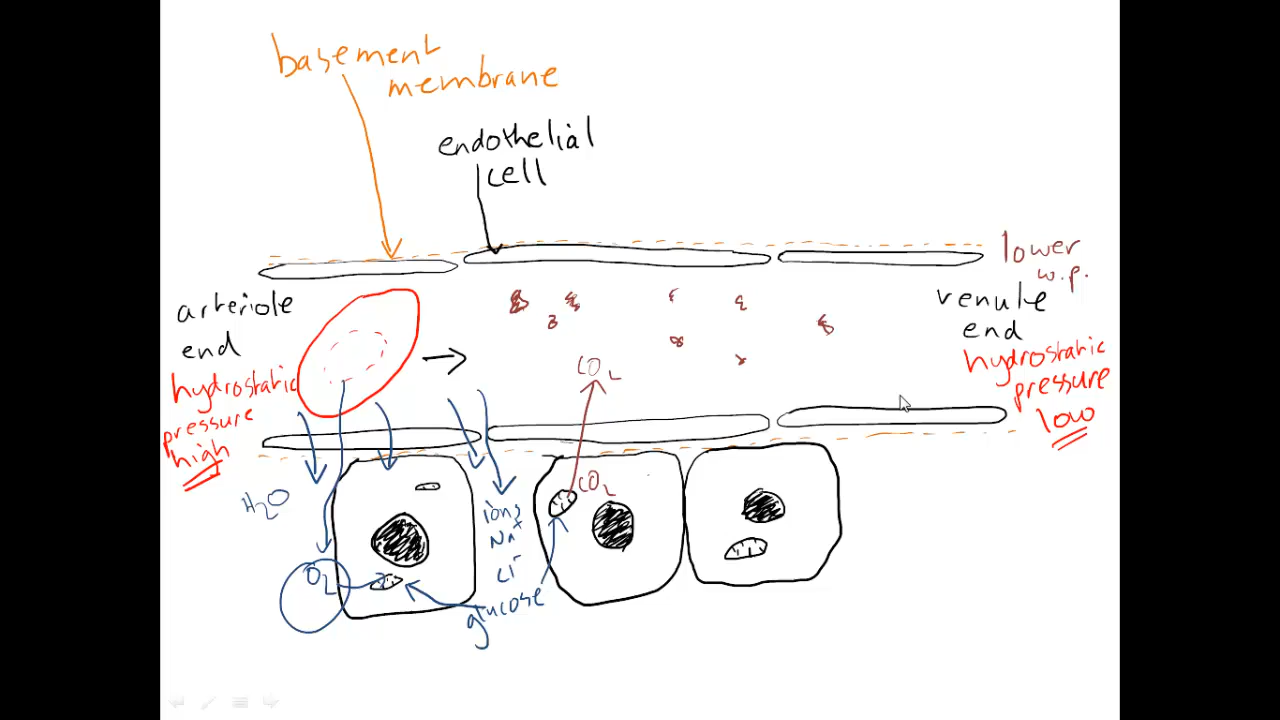 basement
membrane
endothelial
cell
lower
w.p.
arteriole
end
hydrostatic
pressure
high
venule
end
hydrostatic
pressure
low
CO2
H2O
CO2
ions
Na+
Cl-
O2
glucose